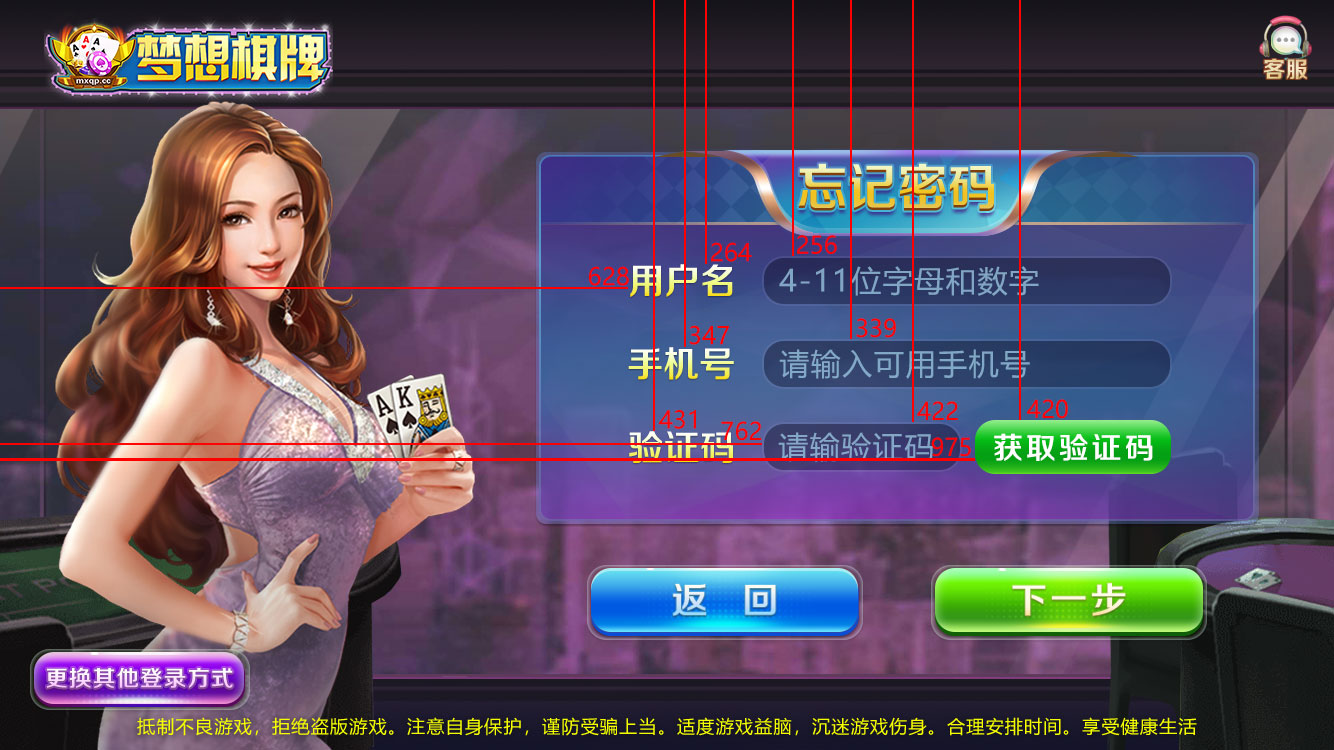 梦想棋牌
mxqp.cc
客服
忘记密码
264
256
628
用户名
4-11位字母和数字
347
339
手机号
请输入可用手机号
431
762
422
420
验证码
请输验证码
975
获取验证码
A
K
返 回
下一步
更换其他登录方式
抵制不良游戏，拒绝盗版游戏。注意自身保护，谨防受骗上当。适度游戏益脑，沉迷游戏伤身。合理安排时间。享受健康生活